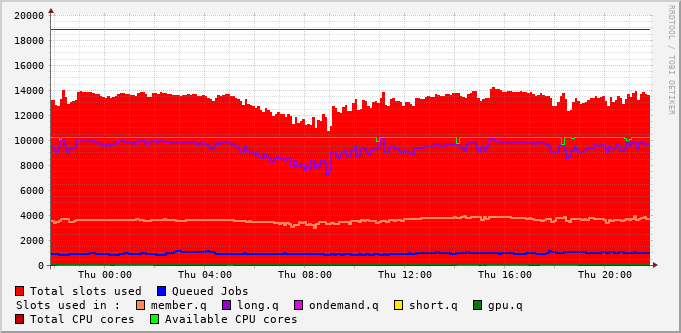 RRDTOOL / TOBI OETIKER
20000
18000
16000
14000
12000
10000
8000
6000
4000
2000
0
Thu 00:00 Thu 04:00 Thu 08:00 Thu 12:00 Thu 16:00 Thu 20:00
Total slots used Queued Jobs
Slots used in : member.q long.q ondemand.q short.q gpu.q
Total CPU cores Available CPU cores